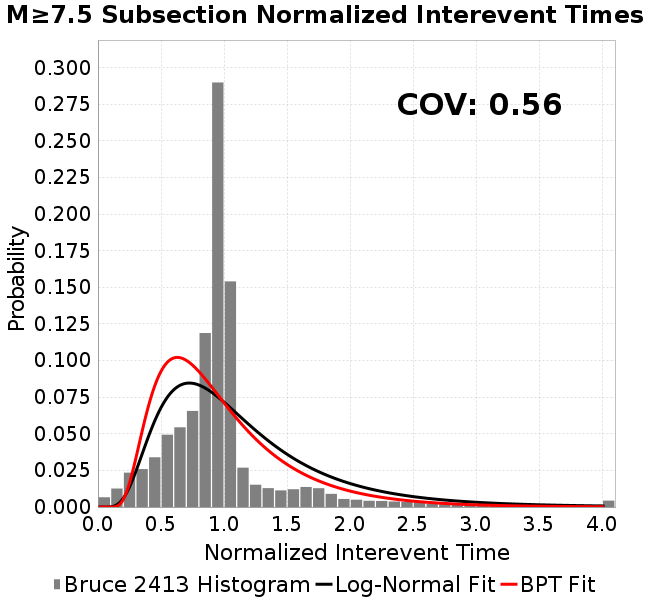 M≥7.5 Subsection Normalized Interevent Times
COV: 0.56
Probability
0.300
0.275
0.250
0.225
0.200
0.175
0.150
0.125
0.100
0.075
0.050
0.025
0.000
0.0 0.5 1.0 1.5 2.0 2.5 3.0 3.5 4.0
Normalized Interevent Time
Bruce 2413 Histogram Log-Normal Fit BPT Fit